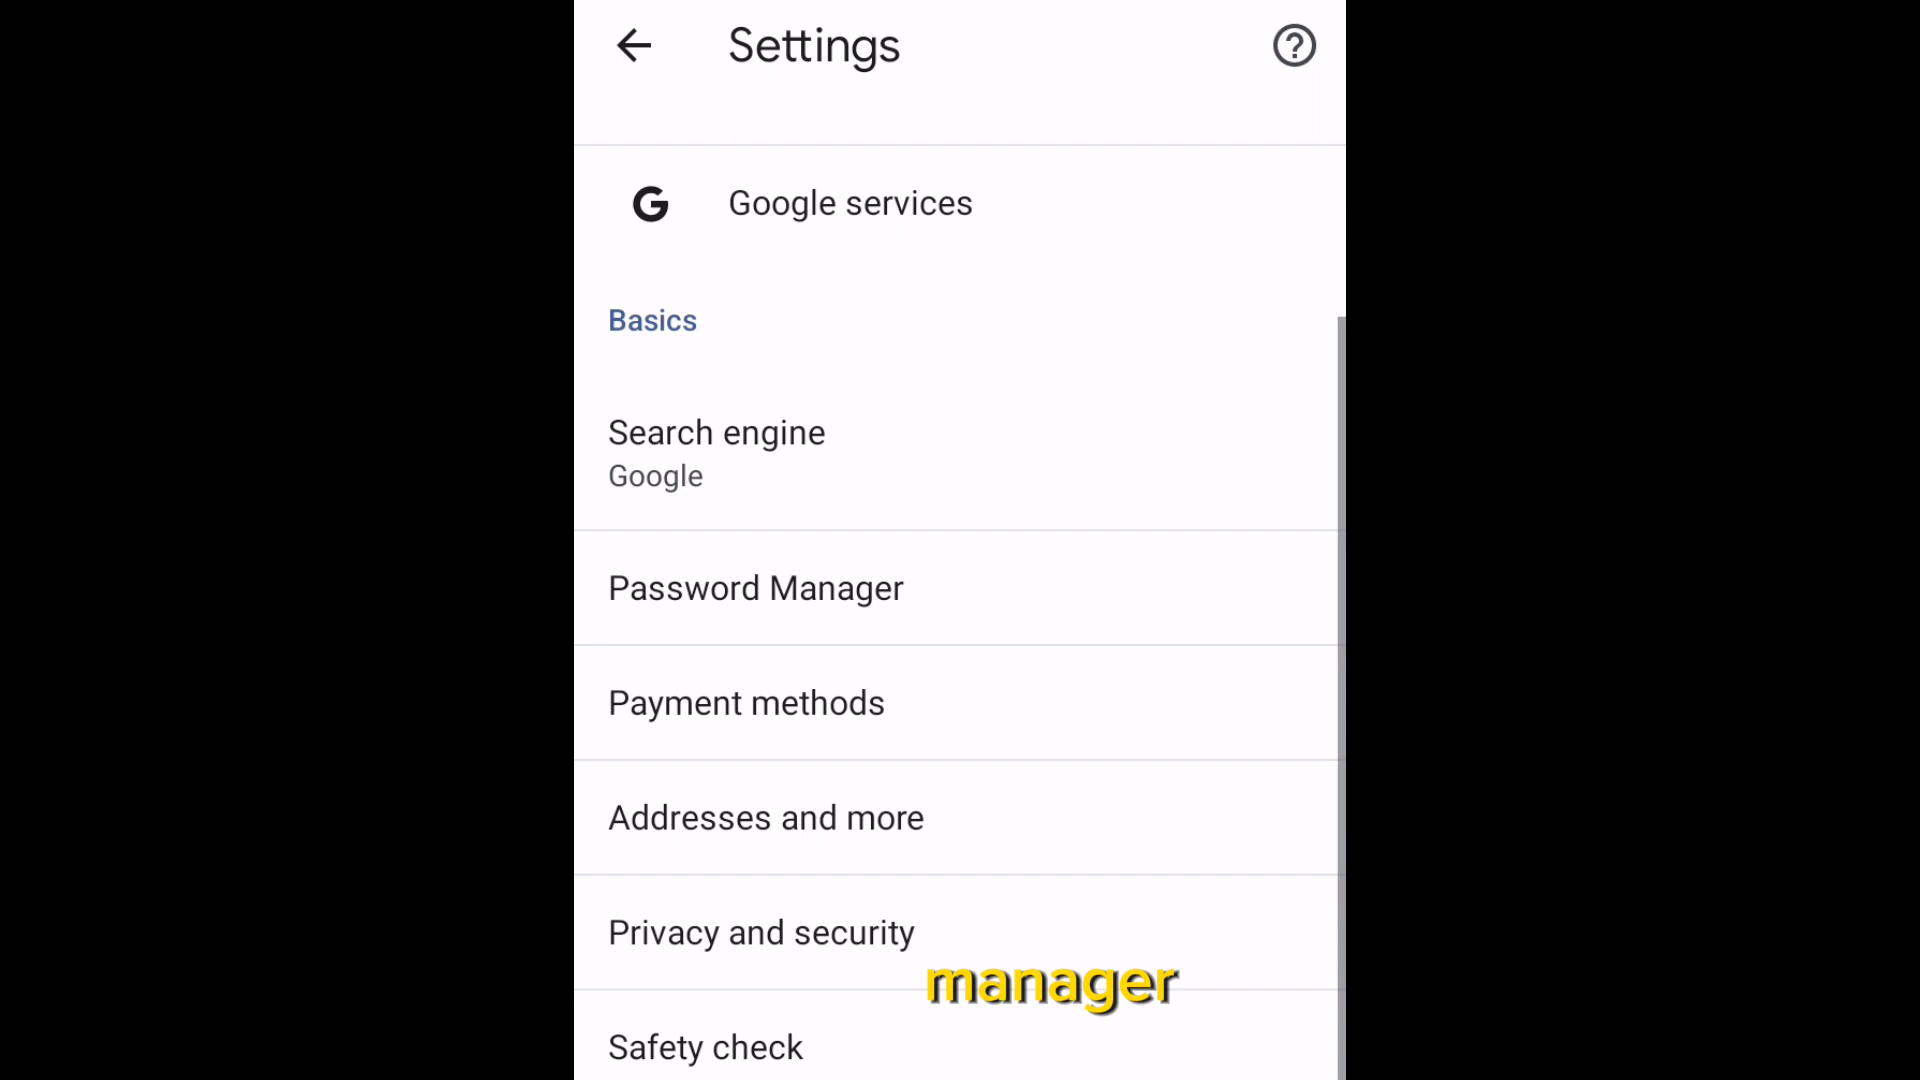 Settings
Google services
Basics
Search engine
Google
Password Manager
Payment methods
Addresses and more
Privacy and security
manager
Safety check